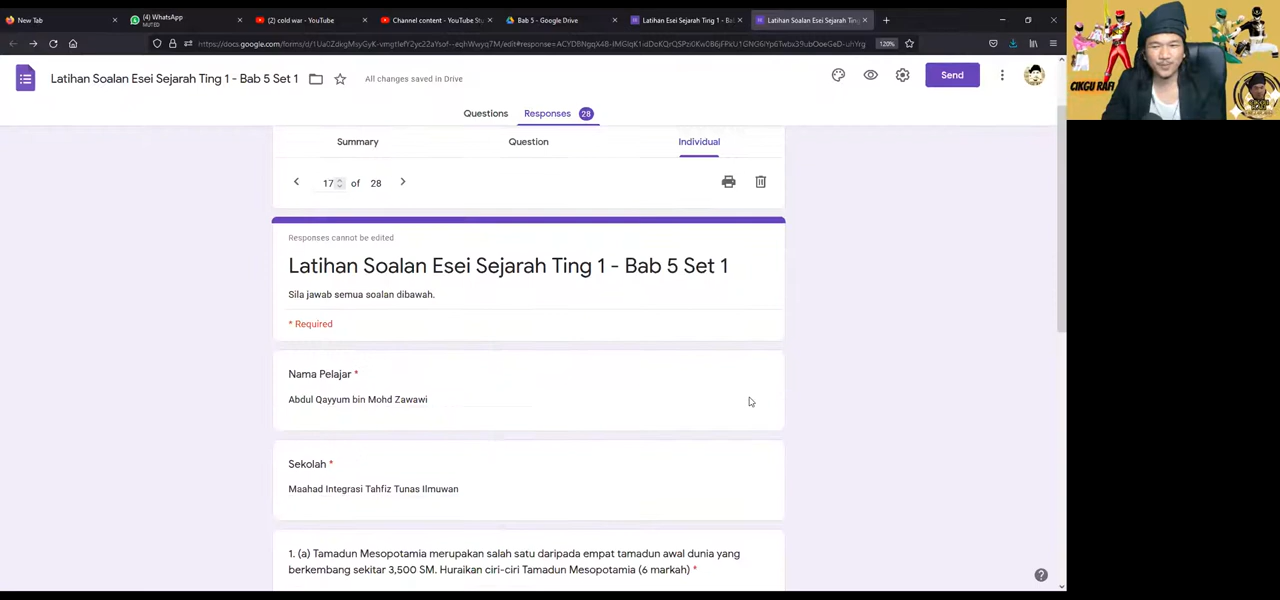 New Tab
(4) WhatsApp
MUTED
(2) cold war - YouTube
Channel content - YouTube Stu
Bab 5 - Google Drive
Latihan Esei Sejarah Ting 1 - Bab
Latihan Soalan Esei Sejarah Ting
120%
Latihan Soalan Esei Sejarah Ting 1 - Bab 5 Set 1
All changes saved in Drive
Send
CIKGU RAFI
Questions
Responses 28
Summary
Question
Individual
17 of 28
Responses cannot be edited
Latihan Soalan Esei Sejarah Ting 1 - Bab 5 Set 1
Sila jawab semua soalan dibawah.
* Required
Nama Pelajar *
Abdul Qayyum bin Mohd Zawawi
Sekolah *
Maahad Integrasi Tahfiz Tunas Ilmuwan
1. (a) Tamadun Mesopotamia merupakan salah satu daripada empat tamadun awal dunia yang
berkembang sekitar 3,500 SM. Huraikan ciri-ciri Tamadun Mesopotamia (6 markah) *